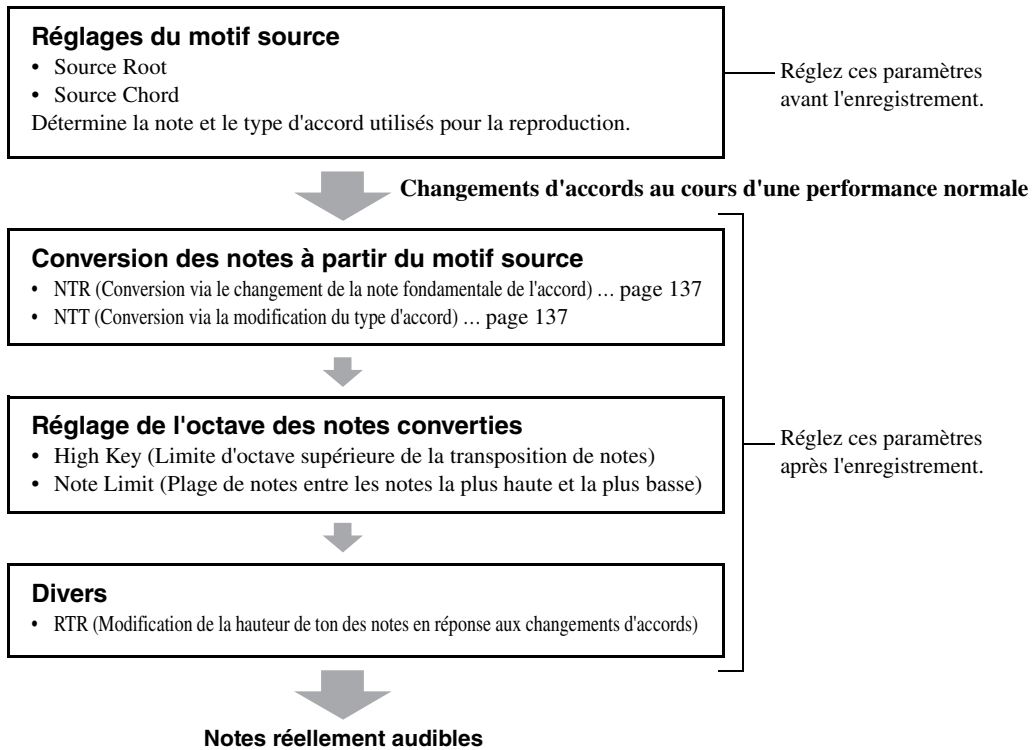 Réglages du motif source
• Source Root
• Source Chord
Détermine la note et le type d'accord utilisés pour la reproduction.
Réglez ces paramètres
avant l'enregistrement.
Changements d'accords au cours d'une performance normale
Conversion des notes à partir du motif source
• NTR (Conversion via le changement de la note fondamentale de l'accord) … page 137
• NTT (Conversion via la modification du type d'accord) … page 137
Réglage de l'octave des notes converties
• High Key (Limite d'octave supérieure de la transposition de notes)
• Note Limit (Plage de notes entre les notes la plus haute et la plus basse)
Réglez ces paramètres
après l'enregistrement.
Divers
• RTR (Modification de la hauteur de ton des notes en réponse aux changements d'accords)
Notes réellement audibles